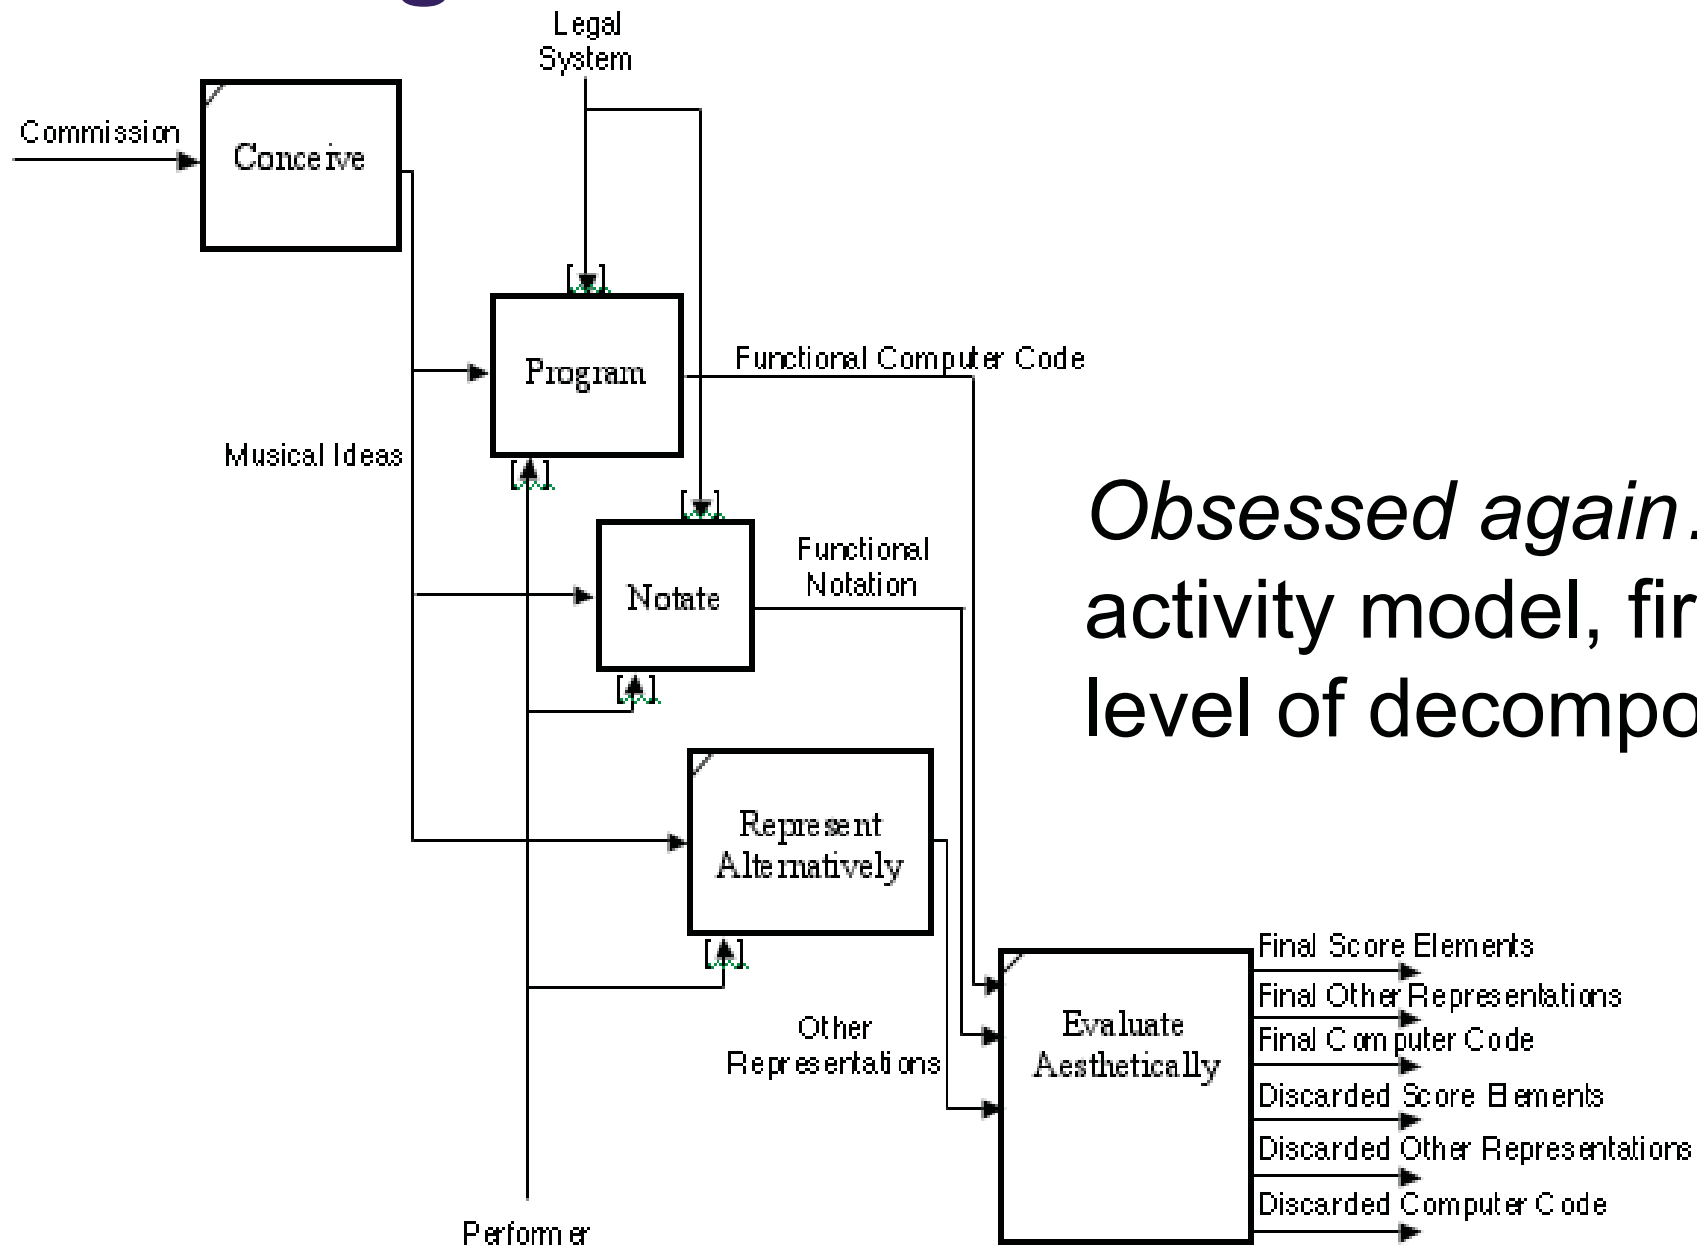 Legal
System
Commission
Conceive
[ ]
Program
Functional Computer Code
Musical Ideas
[ ]
[ ]
Functional
Notation
Notate
[ ]
Obsessed again.
activity model, fir
level of decompo
Represent
Alternatively
[ ]
Other
Representations
Evaluate
Aesthetically
Final Score Elements
Final Other Representations
Final Computer Code
Discarded Score Elements
Discarded Other Representations
Discarded Computer Code
Performer